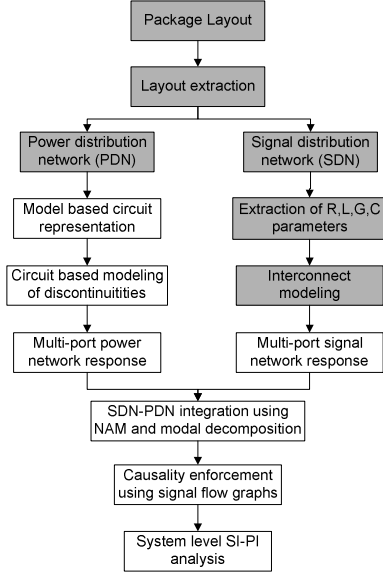 Package Layout
Layout extraction
Power distribution
network (PDN)
Signal distribution
network (SDN)
Model based circuit
representation
Extraction of R,L,G,C
parameters
Circuit based modeling
of discontinuitities
Interconnect
modeling
Multi-port power
network response
Multi-port signal
network response
SDN-PDN integration using
NAM and modal decomposition
Causality enforcement
using signal flow graphs
System level SI-PI
analysis